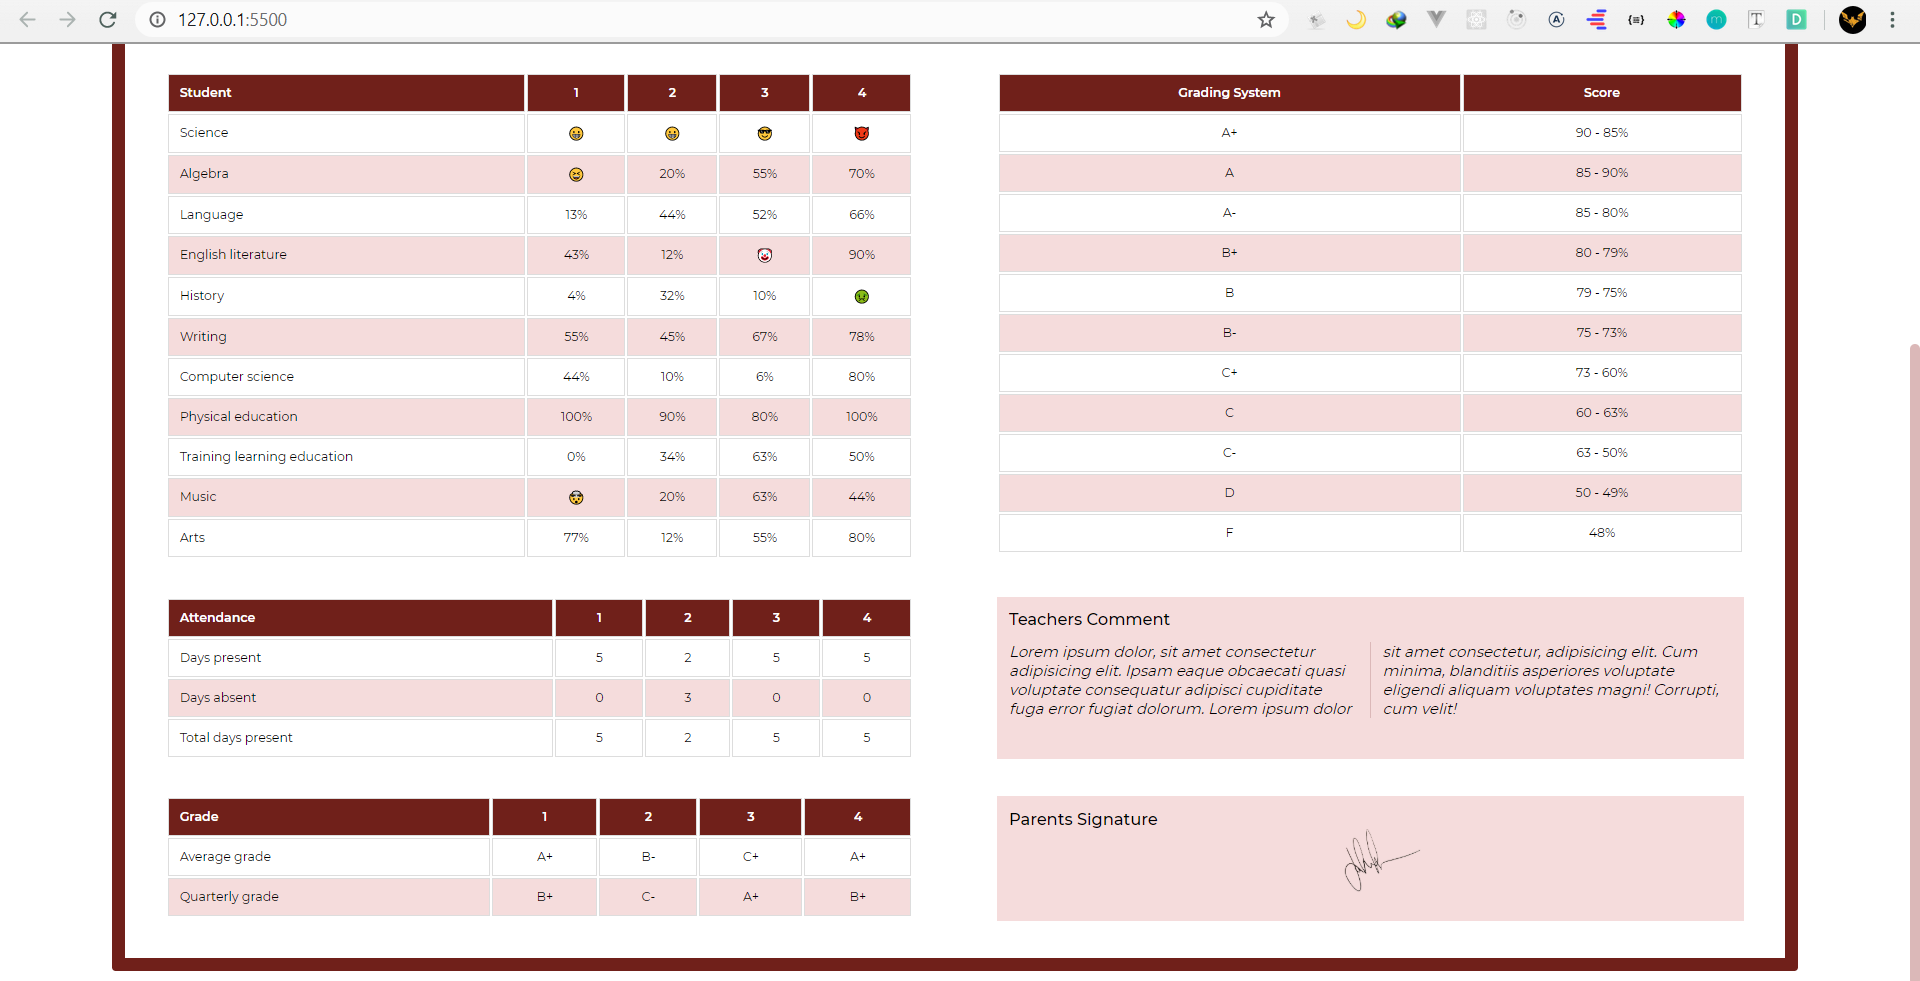 127.0.0.1:5500
Student 1 2 3 4
Science 😀 😀 😎 😈
Algebra 😆 20% 55% 70%
Language 13% 44% 52% 66%
English literature 43% 12% 🤡 90%
History 4% 32% 10% 🤢
Writing 55% 45% 67% 78%
Computer science 44% 10% 6% 80%
Physical education 100% 90% 80% 100%
Training learning education 0% 34% 63% 50%
Music 😲 20% 63% 44%
Arts 77% 12% 55% 80%
Grading System Score
A+ 90 - 85%
A 85 - 90%
A- 85 - 80%
B+ 80 - 79%
B 79 - 75%
B- 75 - 73%
C+ 73 - 60%
C 60 - 63%
C- 63 - 50%
D 50 - 49%
F 48%
Attendance 1 2 3 4
Days present 5 2 5 5
Days absent 0 3 0 0
Total days present 5 2 5 5
Teachers Comment
Lorem ipsum dolor, sit amet consectetur
adipisicing elit. Ipsam eaque obcaecati quasi
voluptate consequatur adipisci cupiditate
fuga error fugiat dolorum. Lorem ipsum dolor
sit amet consectetur, adipisicing elit. Cum
minima, blanditiis asperiores voluptate
eligendi aliquam voluptates magni! Corrupti,
cum velit!
Grade 1 2 3 4
Average grade A+ B- C+ A+
Quarterly grade B+ C- A+ B+
Parents Signature